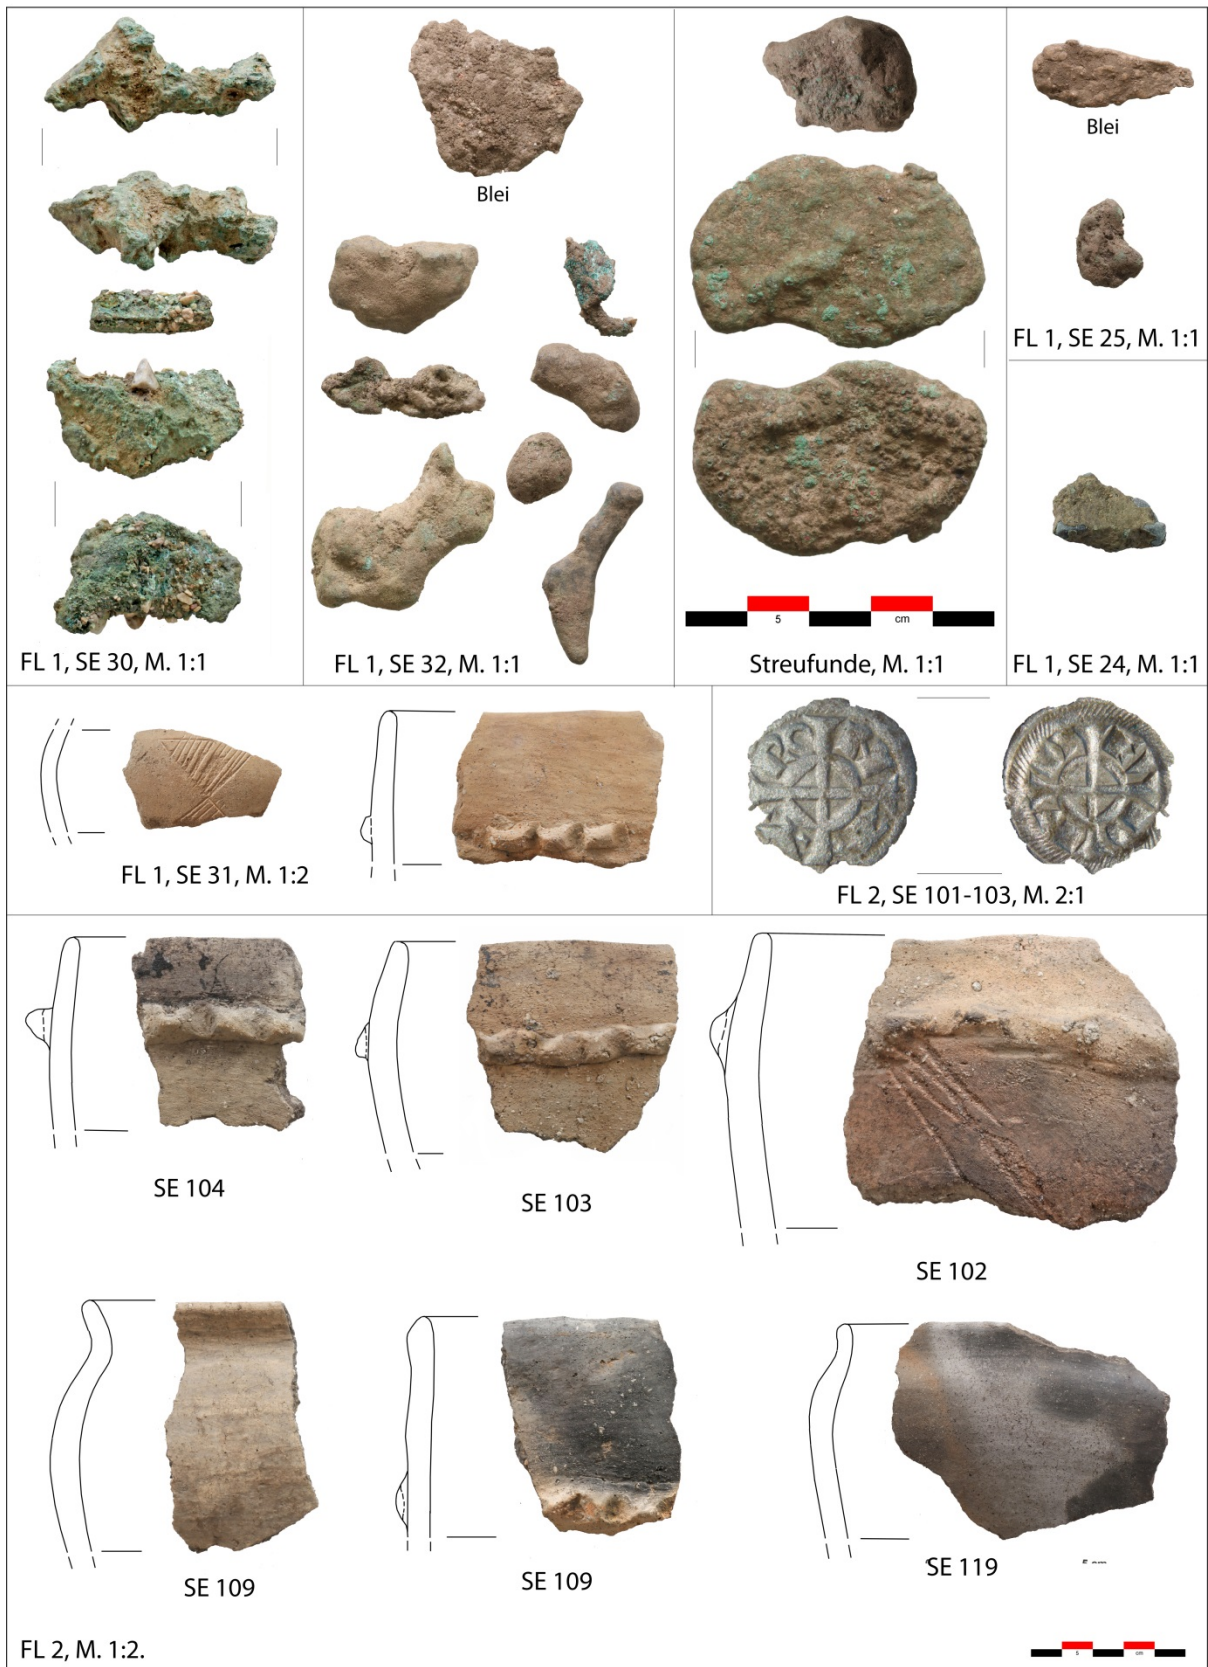 Blei
Blei
FL 1, SE 30, M. 1:1
FL 1, SE 32, M. 1:1
5 cm
Streufunde, M. 1:1
FL 1, SE 25, M. 1:1
FL 1, SE 24, M. 1:1
FL 1, SE 31, M. 1:2
FL 2, SE 101-103, M. 2:1
SE 104
SE 103
SE 102
SE 109
SE 109
SE 119
FL 2, M. 1:2.
5 cm